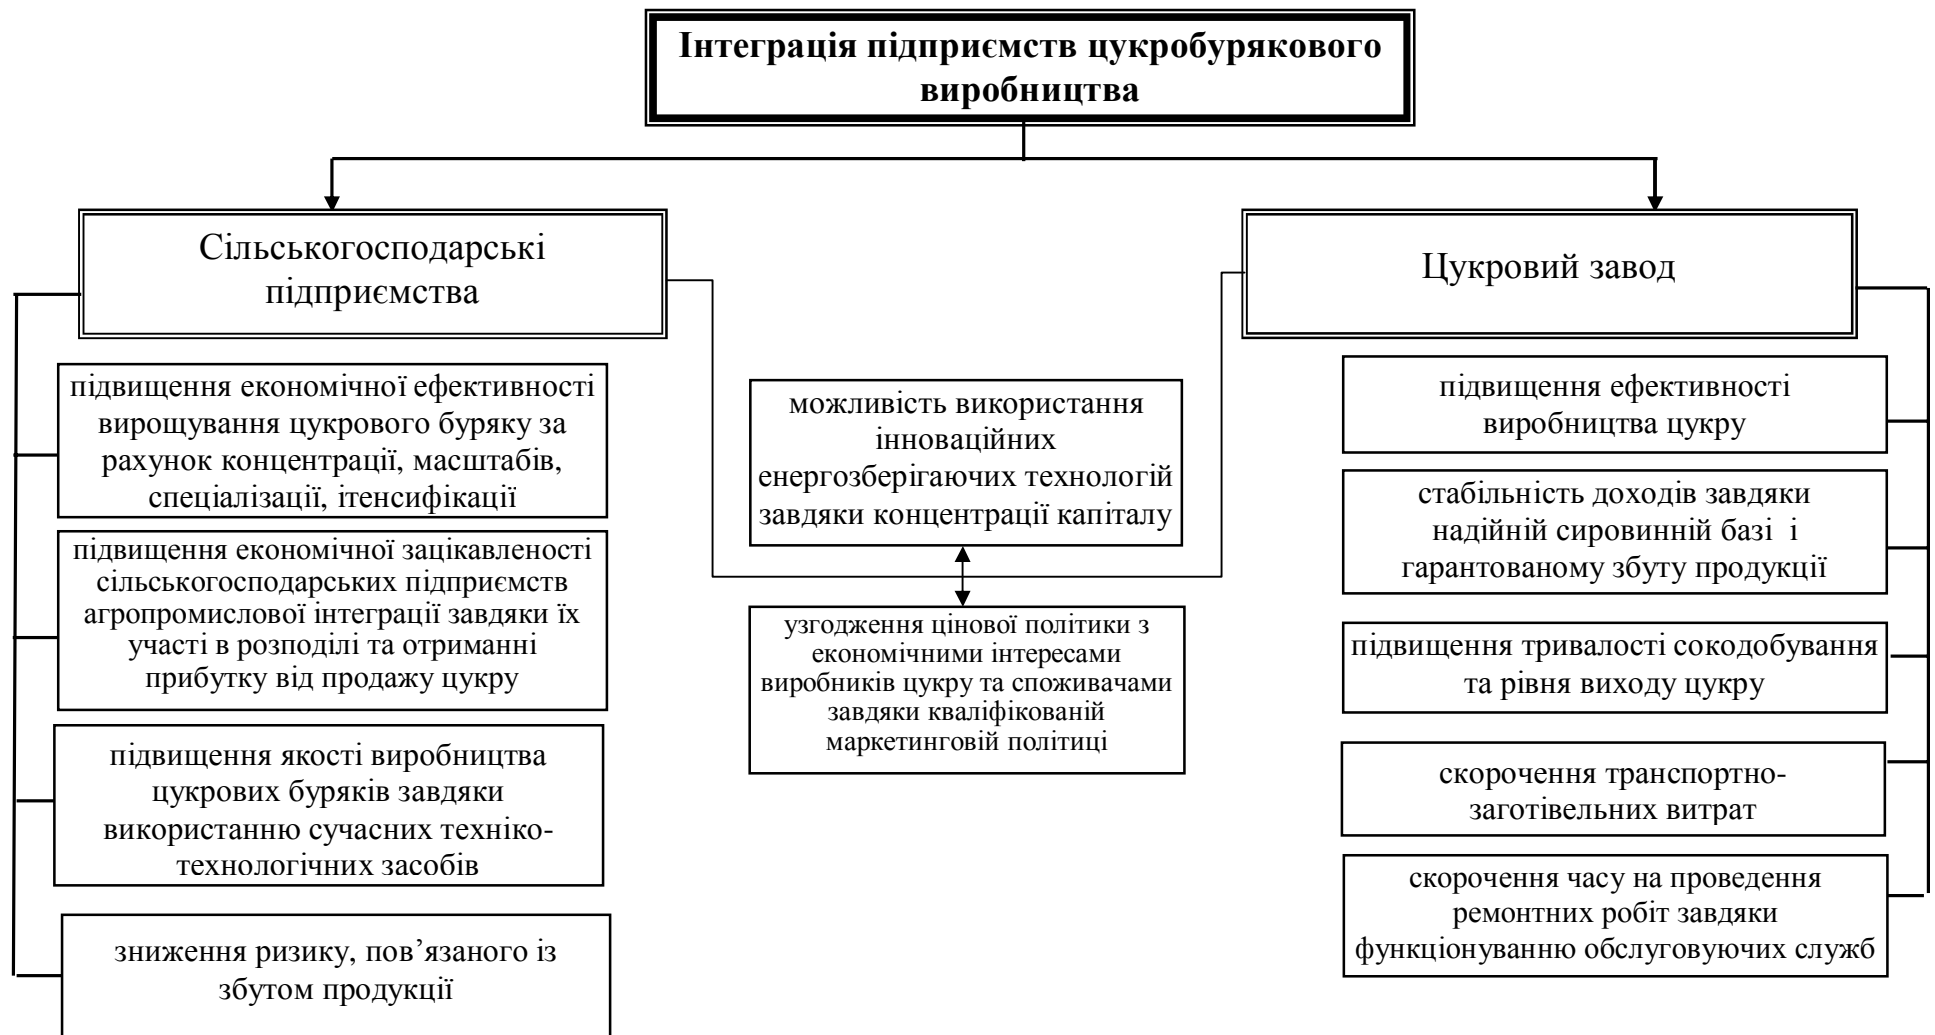 Інтеграція підприємств цукробурякового
виробництва
Сільськогосподарські
підприємства
Цукровий завод
підвищення економічної ефективності
вирощування цукрового буряку за
рахунок концентрації, масштабів,
спеціалізації, ітенсифікації
підвищення економічної зацікавленості
сільськогосподарських підприємств
агропромислової інтеграції завдяки їх
участі в розподілі та отриманні
прибутку від продажу цукру
підвищення якості виробництва
цукрових буряків завдяки
використанню сучасних техніко-
технологічних засобів
зниження ризику, пов’язаного із
збутом продукції
можливість використання
інноваційних
енергозберігаючих технологій
завдяки концентрації капіталу
узгодження цінової політики з
економічними інтересами
виробників цукру та споживачами
завдяки кваліфікованій
маркетинговій політиці
підвищення ефективності
виробництва цукру
стабільність доходів завдяки
надійній сировинній базі і
гарантованому збуту продукції
підвищення тривалості сокодобування
та рівня виходу цукру
скорочення транспортно-
заготівельних витрат
скорочення часу на проведення
ремонтних робіт завдяки
функціонуванню обслуговуючих служб